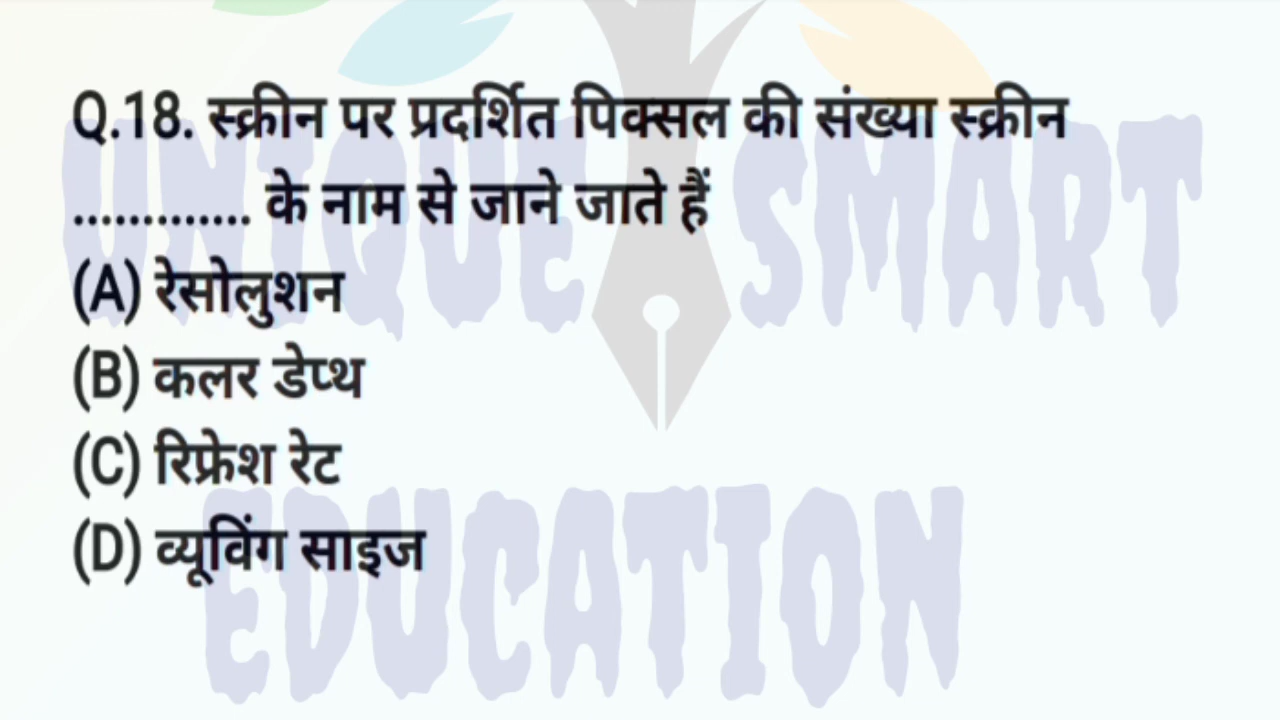 Q.18. स्क्रीन पर प्रदर्शित पिक्सल की संख्या स्क्रीन
............. के नाम से जाने जाते हैं
(A) रेसोलुशन
(B) कलर डेप्थ
(C) रिफ्रेश रेट
(D) व्यूविंग साइज
UNIQUE SMART
EDUCATION